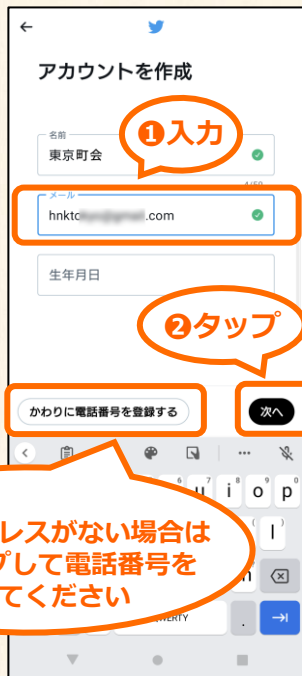 アカウントを作成
❶入力
名前
東京町会
4/50
メール
hnktc .com
生年月日
❷タップ
かわりに電話番号を登録する
次へ
レスがない場合は
プして電話番号を
てください
u i o p
l
.